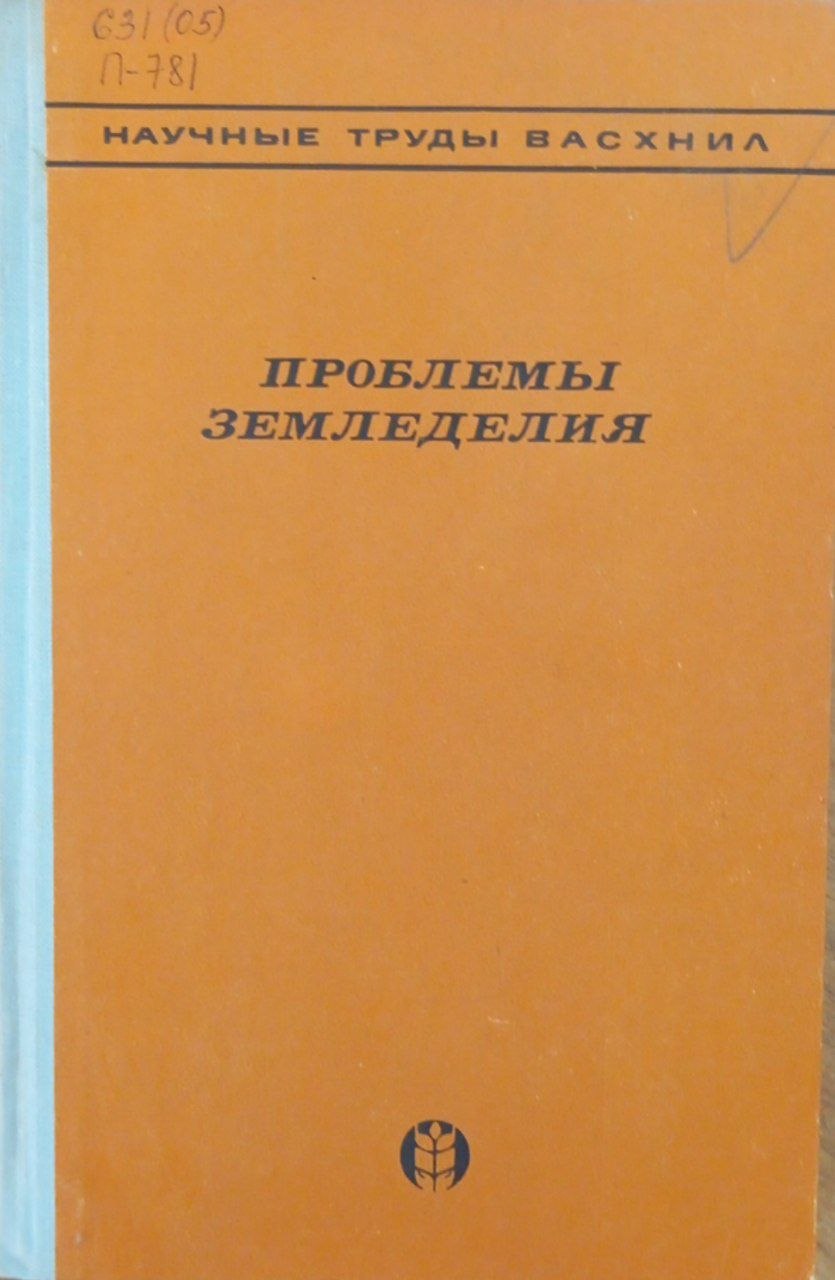 631(05)
П-781
НАУЧНЫЕ ТРУДЫ ВАСХНИЛ
ПРОБЛЕМЫ
ЗЕМЛЕДЕЛИЯ